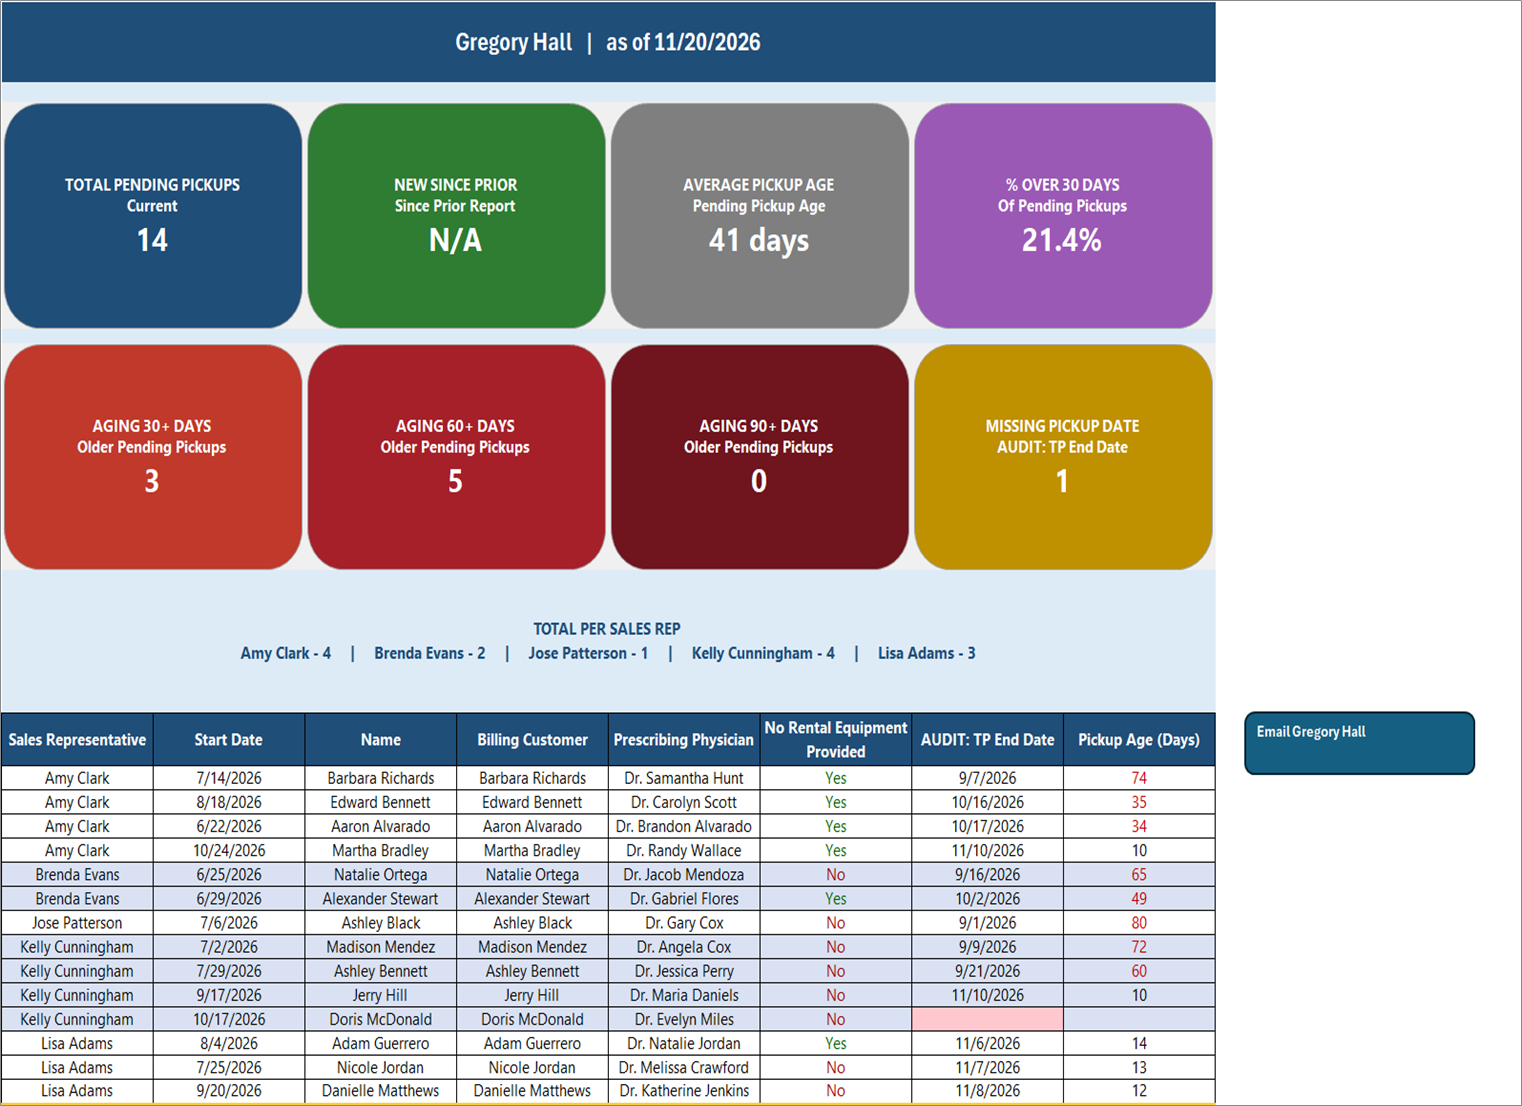 Gregory Hall | as of 11/20/2026
TOTAL PENDING PICKUPS
Current
14
NEW SINCE PRIOR
Since Prior Report
N/A
AVERAGE PICKUP AGE
Pending Pickup Age
41 days
% OVER 30 DAYS
Of Pending Pickups
21.4%
AGING 30+ DAYS
Older Pending Pickups
3
AGING 60+ DAYS
Older Pending Pickups
5
AGING 90+ DAYS
Older Pending Pickups
0
MISSING PICKUP DATE
AUDIT: TP End Date
1
TOTAL PER SALES REP
Amy Clark - 4 | Brenda Evans - 2 | Jose Patterson - 1 | Kelly Cunningham - 4 | Lisa Adams - 3
Sales Representative Start Date Name Billing Customer Prescribing Physician No Rental Equipment Provided AUDIT: TP End Date Pickup Age (Days)
Amy Clark 7/14/2026 Barbara Richards Barbara Richards Dr. Samantha Hunt Yes 9/7/2026 74
Amy Clark 8/18/2026 Edward Bennett Edward Bennett Dr. Carolyn Scott Yes 10/16/2026 35
Amy Clark 6/22/2026 Aaron Alvarado Aaron Alvarado Dr. Brandon Alvarado Yes 10/17/2026 34
Amy Clark 10/24/2026 Martha Bradley Martha Bradley Dr. Randy Wallace Yes 11/10/2026 10
Brenda Evans 6/25/2026 Natalie Ortega Natalie Ortega Dr. Jacob Mendoza No 9/16/2026 65
Brenda Evans 6/29/2026 Alexander Stewart Alexander Stewart Dr. Gabriel Flores Yes 10/2/2026 49
Jose Patterson 7/6/2026 Ashley Black Ashley Black Dr. Gary Cox No 9/1/2026 80
Kelly Cunningham 7/2/2026 Madison Mendez Madison Mendez Dr. Angela Cox No 9/9/2026 72
Kelly Cunningham 7/29/2026 Ashley Bennett Ashley Bennett Dr. Jessica Perry No 9/21/2026 60
Kelly Cunningham 9/17/2026 Jerry Hill Jerry Hill Dr. Maria Daniels No 11/10/2026 10
Kelly Cunningham 10/17/2026 Doris McDonald Doris McDonald Dr. Evelyn Miles No
Lisa Adams 8/4/2026 Adam Guerrero Adam Guerrero Dr. Natalie Jordan Yes 11/6/2026 14
Lisa Adams 7/25/2026 Nicole Jordan Nicole Jordan Dr. Melissa Crawford No 11/7/2026 13
Lisa Adams 9/20/2026 Danielle Matthews Danielle Matthews Dr. Katherine Jenkins No 11/8/2026 12
Email Gregory Hall